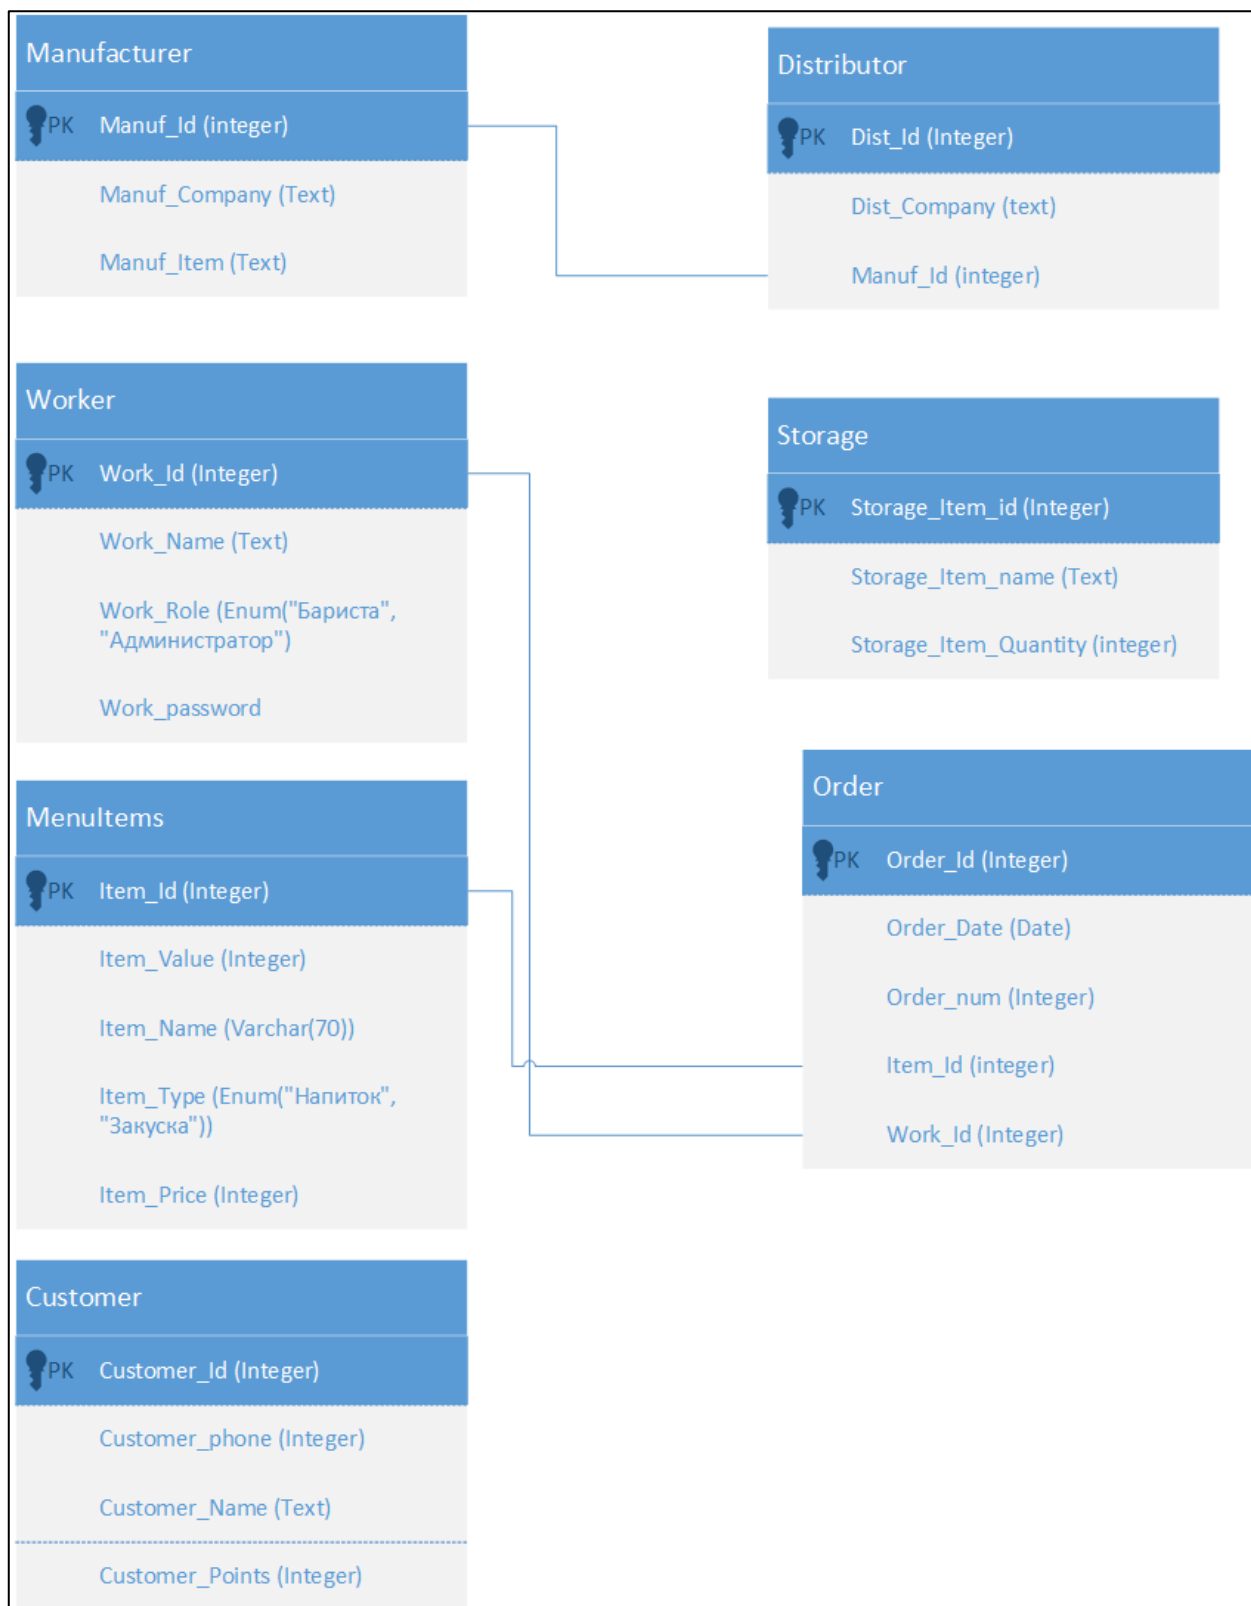 Manufacturer
PK Manuf_Id (integer)
Manuf_Company (Text)
Manuf_Item (Text)
Distributor
PK Dist_Id (Integer)
Dist_Company (text)
Manuf_Id (integer)
Worker
PK Work_Id (Integer)
Work_Name (Text)
Work_Role (Enum("Бариста",
"Администратор")
Work_password
Storage
PK Storage_Item_id (Integer)
Storage_Item_name (Text)
Storage_Item_Quantity (integer)
MenuItems
PK Item_Id (Integer)
Item_Value (Integer)
Item_Name (Varchar(70))
Item_Type (Enum("Напиток",
"Закуска"))
Item_Price (Integer)
Order
PK Order_Id (Integer)
Order_Date (Date)
Order_num (Integer)
Item_Id (integer)
Work_Id (Integer)
Customer
PK Customer_Id (Integer)
Customer_phone (Integer)
Customer_Name (Text)
Customer_Points (Integer)